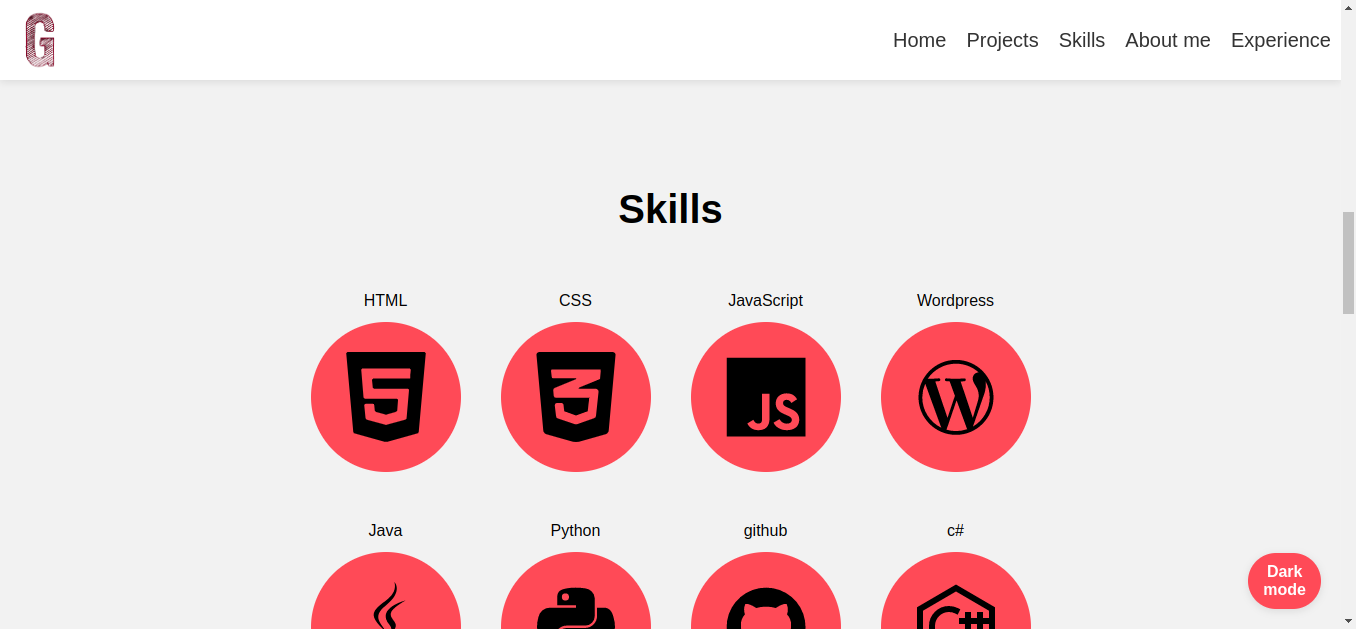 G
Home Projects Skills About me Experience
Skills
HTML CSS JavaScript Wordpress
5 3 JS W
Java Python github c#
C#
Dark
mode